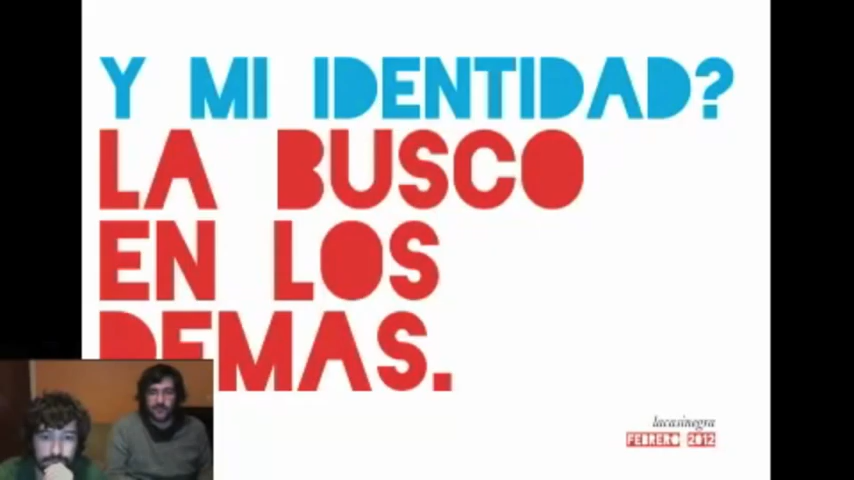 Y MI IDENTIDAD?
LA BUSCO
EN LOS
DEMAS.
lacasinegra
FEBRERO 2012